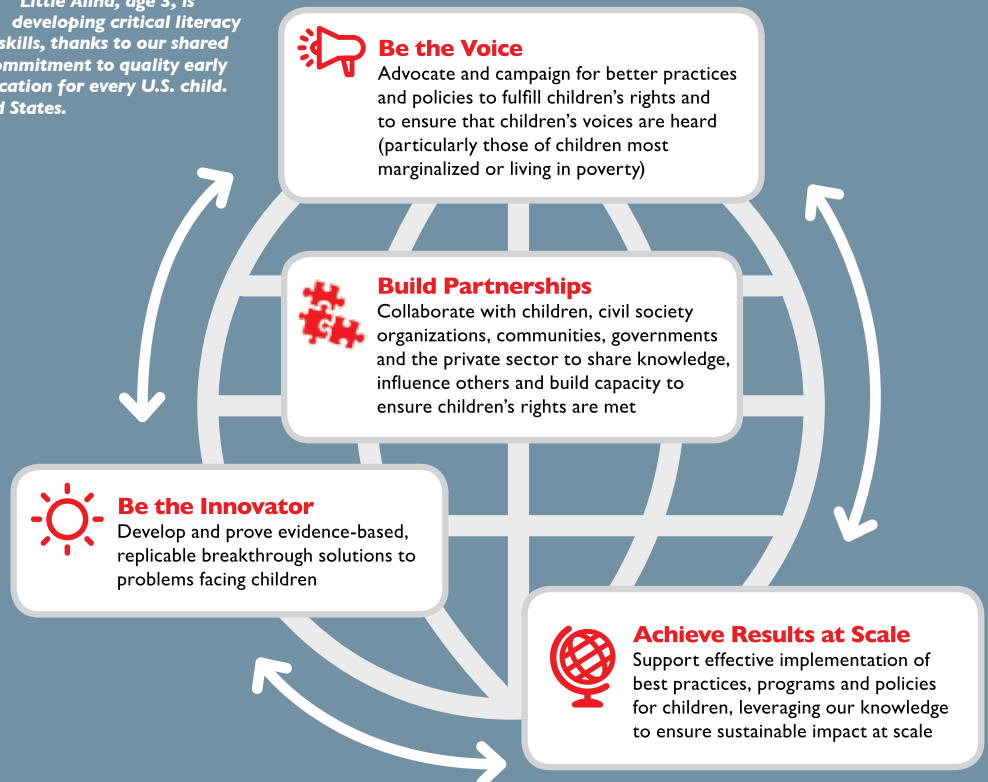 Little Alina, age 3, is
developing critical literacy
skills, thanks to our shared
commitment to quality early
cation for every U.S. child.
d States.
Be the Voice
Advocate and campaign for better practices
and policies to fulfill children’s rights and
to ensure that children’s voices are heard
(particularly those of children most
marginalized or living in poverty)
Build Partnerships
Collaborate with children, civil society
organizations, communities, governments
and the private sector to share knowledge,
influence others and build capacity to
ensure children’s rights are met
Be the Innovator
Develop and prove evidence-based,
replicable breakthrough solutions to
problems facing children
Achieve Results at Scale
Support effective implementation of
best practices, programs and policies
for children, leveraging our knowledge
to ensure sustainable impact at scale